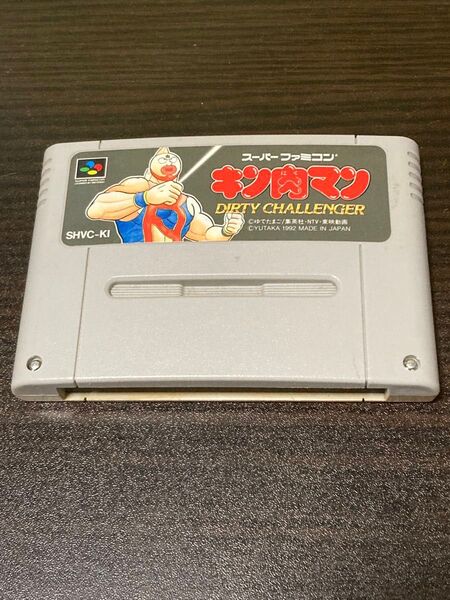 スーパーファミコン®
キン肉マン
DIRTY CHALLENGER
SHVC-KI
©ゆでたまご/集英社・NTV・東映動画
©YUTAKA 1992 MADE IN JAPAN